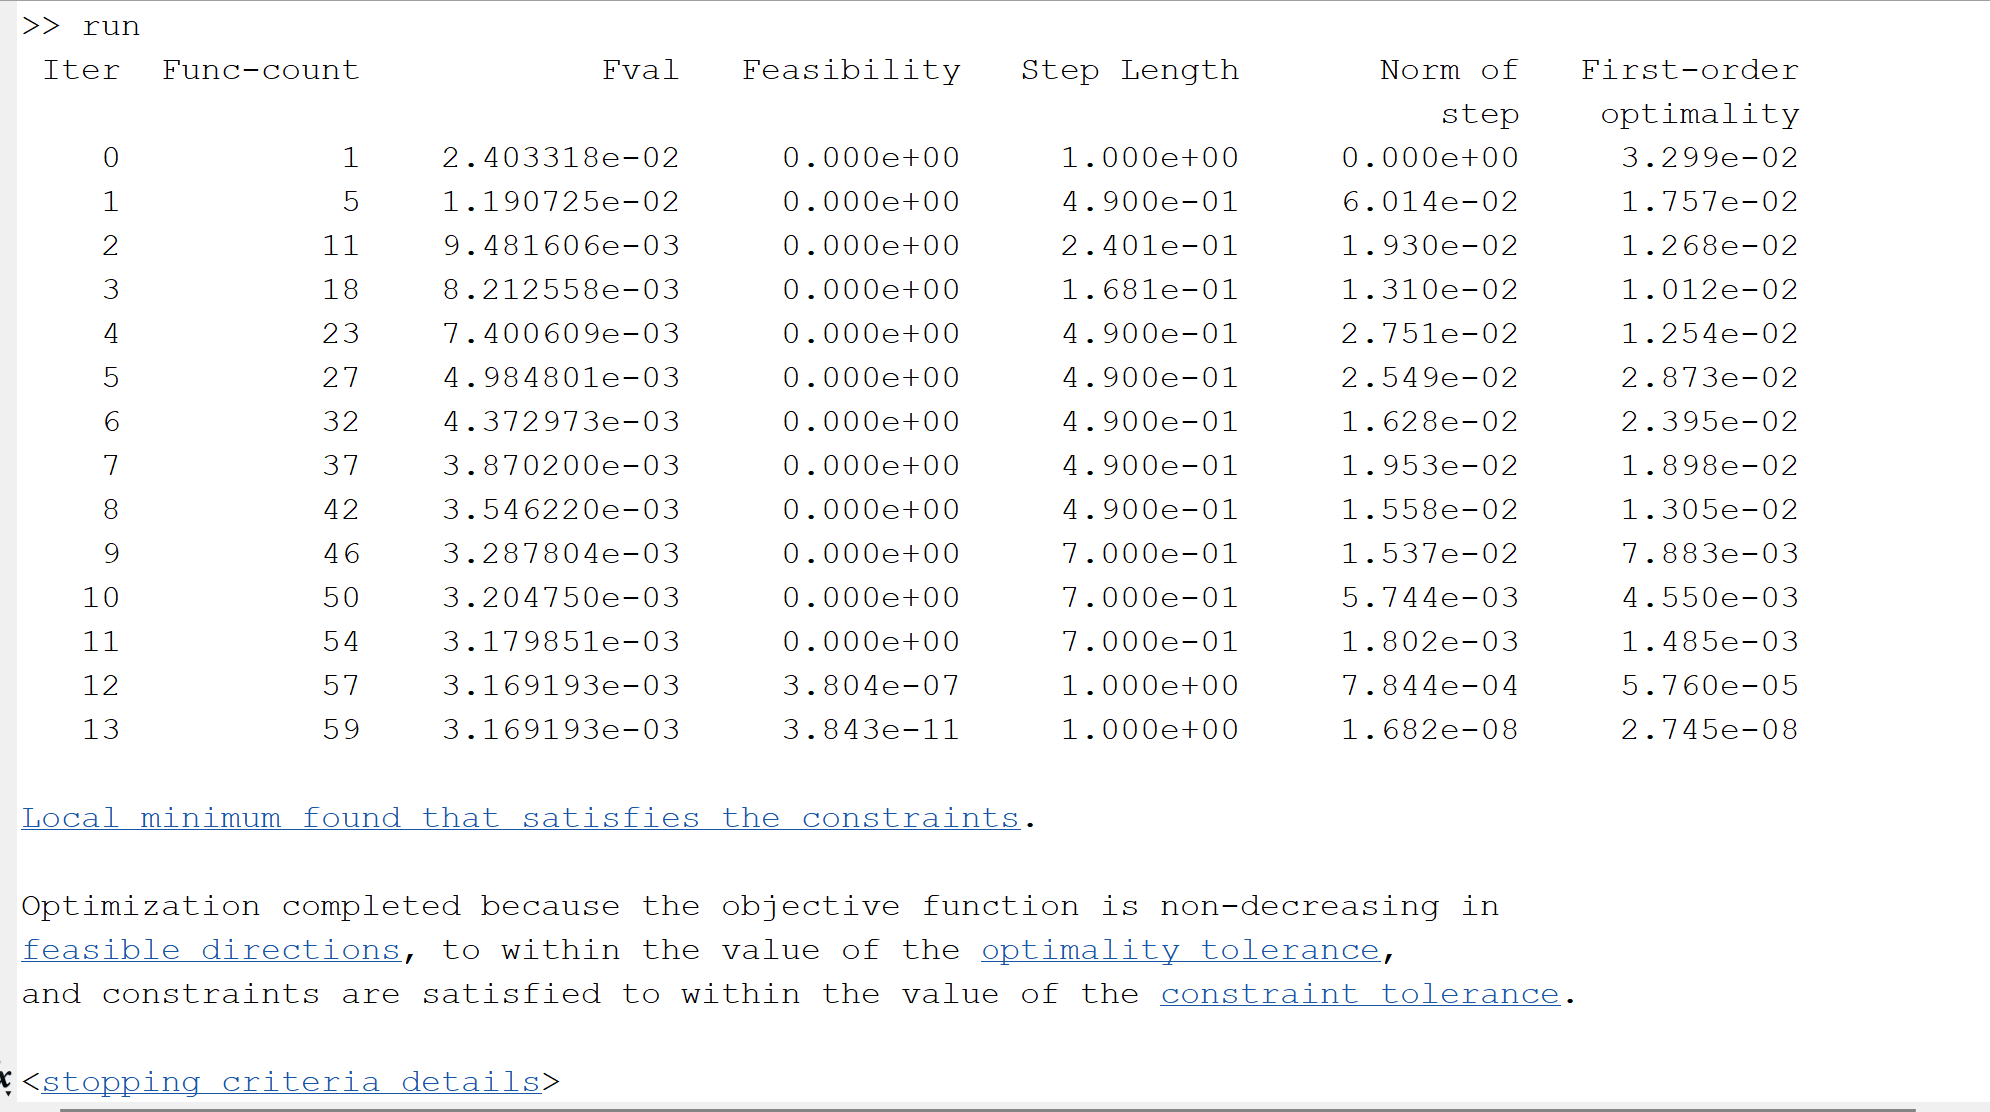 >> run
Iter Func-count Fval Feasibility Step Length Norm of First-order
step optimality
0 1 2.403318e-02 0.000e+00 1.000e+00 0.000e+00 3.299e-02
1 5 1.190725e-02 0.000e+00 4.900e-01 6.014e-02 1.757e-02
2 11 9.481606e-03 0.000e+00 2.401e-01 1.930e-02 1.268e-02
3 18 8.212558e-03 0.000e+00 1.681e-01 1.310e-02 1.012e-02
4 23 7.400609e-03 0.000e+00 4.900e-01 2.751e-02 1.254e-02
5 27 4.984801e-03 0.000e+00 4.900e-01 2.549e-02 2.873e-02
6 32 4.372973e-03 0.000e+00 4.900e-01 1.628e-02 2.395e-02
7 37 3.870200e-03 0.000e+00 4.900e-01 1.953e-02 1.898e-02
8 42 3.546220e-03 0.000e+00 4.900e-01 1.558e-02 1.305e-02
9 46 3.287804e-03 0.000e+00 7.000e-01 1.537e-02 7.883e-03
10 50 3.204750e-03 0.000e+00 7.000e-01 5.744e-03 4.550e-03
11 54 3.179851e-03 0.000e+00 7.000e-01 1.802e-03 1.485e-03
12 57 3.169193e-03 3.804e-07 1.000e+00 7.844e-04 5.760e-05
13 59 3.169193e-03 3.843e-11 1.000e+00 1.682e-08 2.745e-08
Local minimum found that satisfies the constraints.
Optimization completed because the objective function is non-decreasing in
feasible directions, to within the value of the optimality tolerance,
and constraints are satisfied to within the value of the constraint tolerance.
<stopping criteria details>